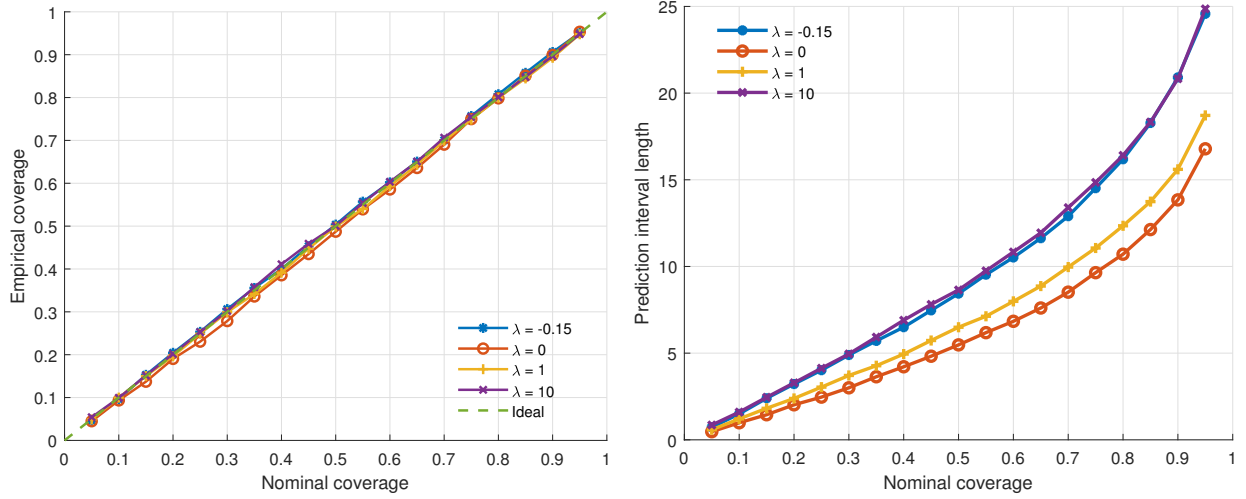 1
0.9
0.8
0.7
0.6
0.5
0.4
0.3
0.2
0.1
0
Empirical coverage
0 0.1 0.2 0.3 0.4 0.5 0.6 0.7 0.8 0.9 1
Nominal coverage
λ = -0.15
λ = 0
λ = 1
λ = 10
Ideal
25
20
15
10
5
0
Prediction interval length
0 0.1 0.2 0.3 0.4 0.5 0.6 0.7 0.8 0.9 1
Nominal coverage
λ = -0.15
λ = 0
λ = 1
λ = 10